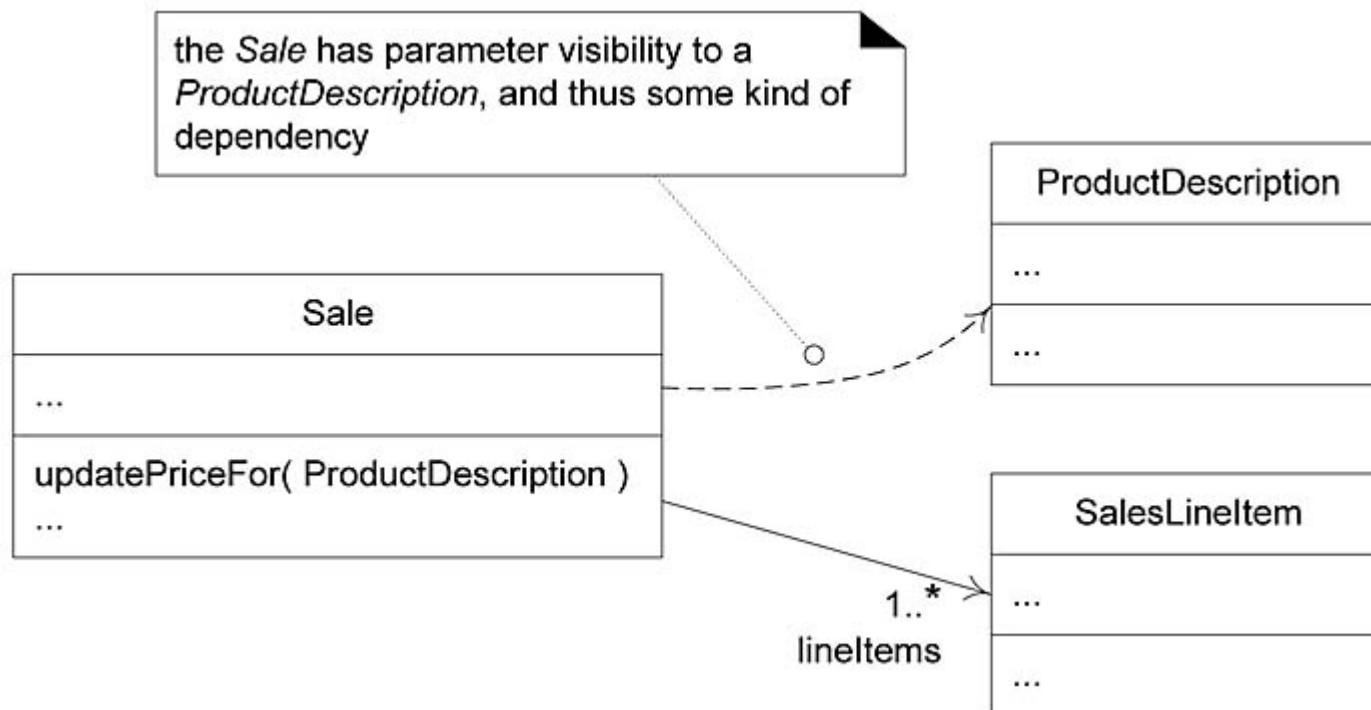 the Sale has parameter visibility to a
ProductDescription, and thus some kind of
dependency
ProductDescription
...
...
Sale
...
updatePriceFor( ProductDescription )
...
SalesLineItem
...
...
1..*
lineItems